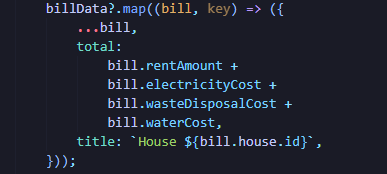 billData?.map((bill, key) => ({
...bill,
total:
bill.rentAmount +
bill.electricityCost +
bill.wasteDisposalCost +
bill.waterCost,
title: `House ${bill.house.id}`,
}));